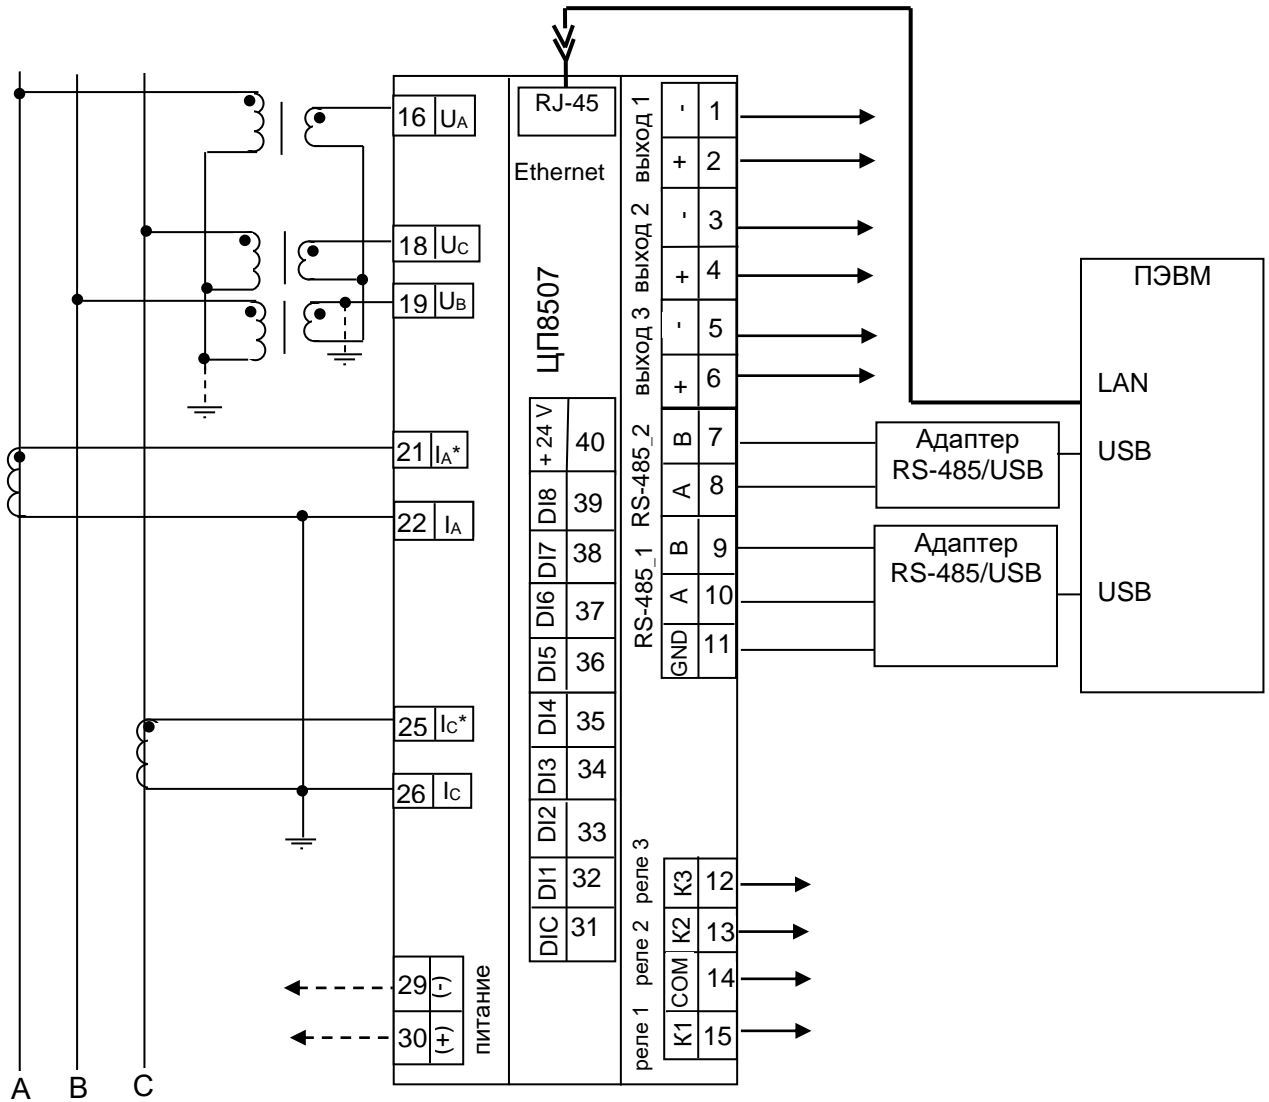 RJ-45
Ethernet
ЦП8507
16 UA
18 UC
19 UB
21 IA*
22 IA
25 IC*
26 IC
29 (-)
30 (+)
питание
+ 24 V 40
DI8 39
DI7 38
DI6 37
DI5 36
DI4 35
DI3 34
DI2 33
DI1 32
DIC 31
выход 1
- 1
+ 2
выход 2
- 3
+ 4
выход 3
- 5
+ 6
RS-485_2
B 7
A 8
RS-485_1
B 9
A 10
GND 11
реле 3
К3 12
реле 2
К2 13
COM 14
реле 1
К1 15
Адаптер
RS-485/USB
Адаптер
RS-485/USB
ПЭВМ
LAN
USB
USB
A B C